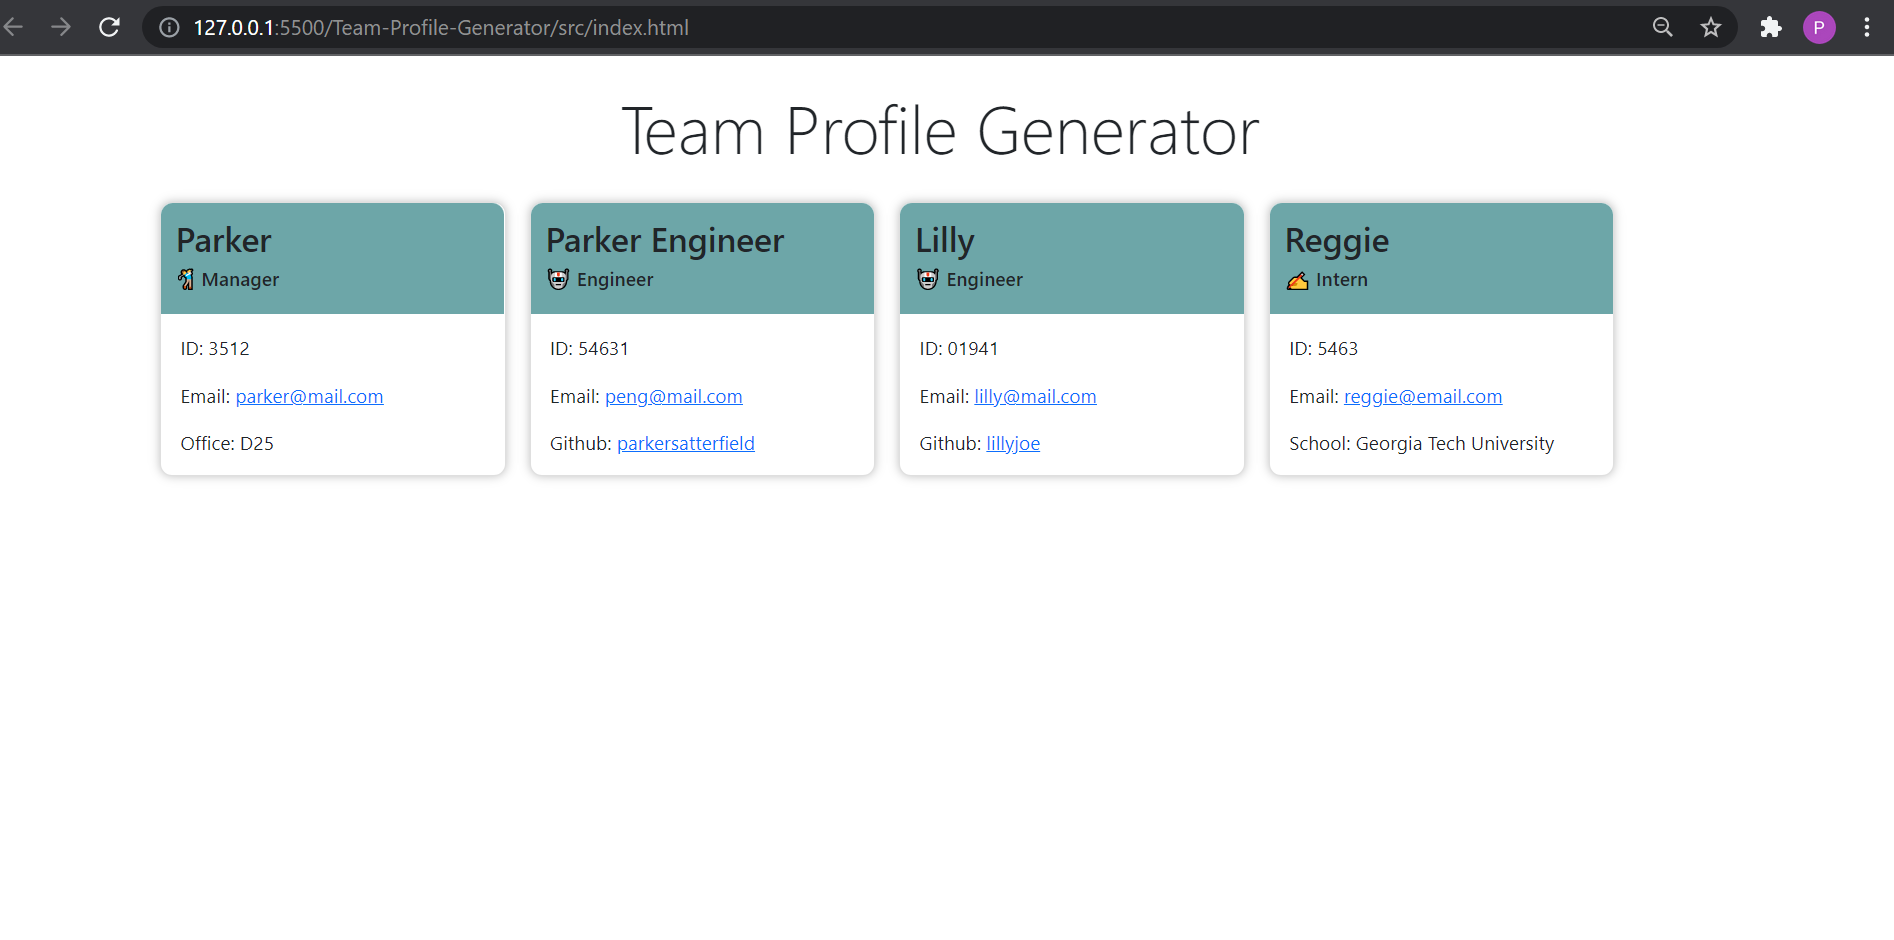 127.0.0.1:5500/Team-Profile-Generator/src/index.html
P
Team Profile Generator
Parker
Manager
ID: 3512
Email: parker@mail.com
Office: D25
Parker Engineer
Engineer
ID: 54631
Email: peng@mail.com
Github: parkersatterfield
Lilly
Engineer
ID: 01941
Email: lilly@mail.com
Github: lillyjoe
Reggie
Intern
ID: 5463
Email: reggie@email.com
School: Georgia Tech University